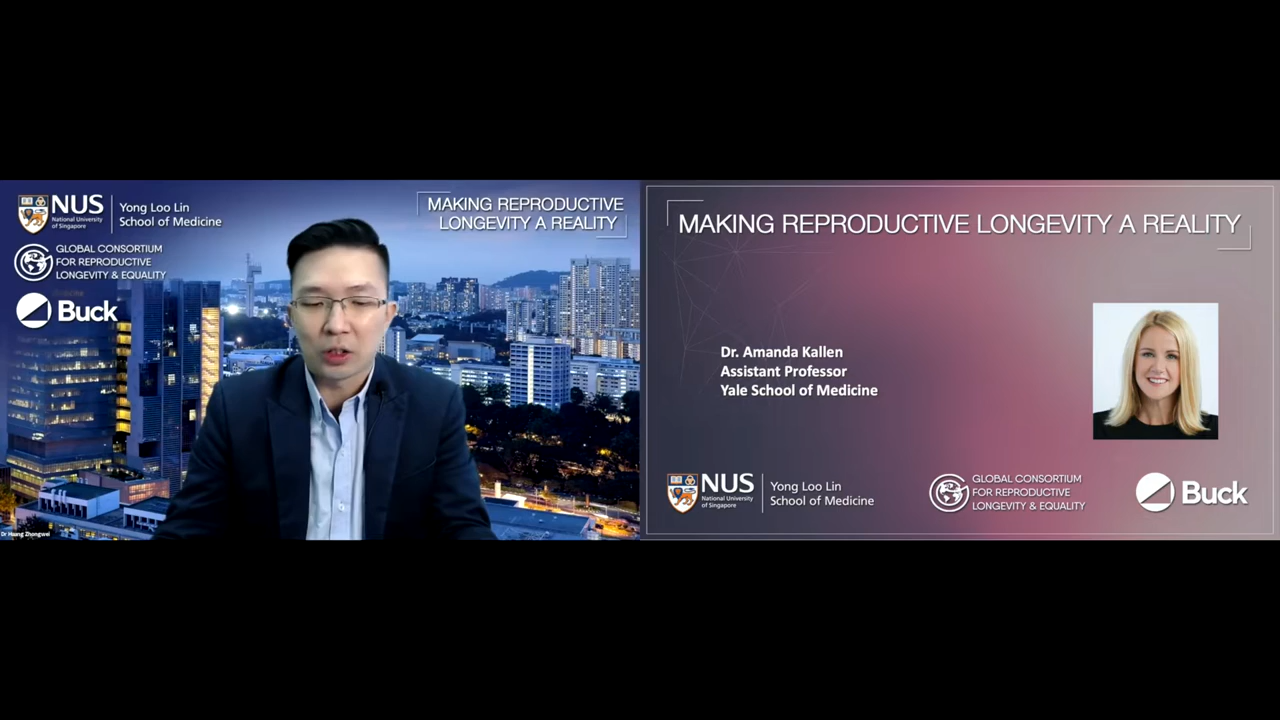 NUS
National University
of Singapore
Yong Loo Lin
School of Medicine
GLOBAL CONSORTIUM
FOR REPRODUCTIVE
LONGEVITY & EQUALITY
Buck
MAKING REPRODUCTIVE
LONGEVITY A REALITY
Dr Huang Zhongwei
MAKING REPRODUCTIVE LONGEVITY A REALITY
Dr. Amanda Kallen
Assistant Professor
Yale School of Medicine
NUS
National University
of Singapore
Yong Loo Lin
School of Medicine
GLOBAL CONSORTIUM
FOR REPRODUCTIVE
LONGEVITY & EQUALITY
Buck